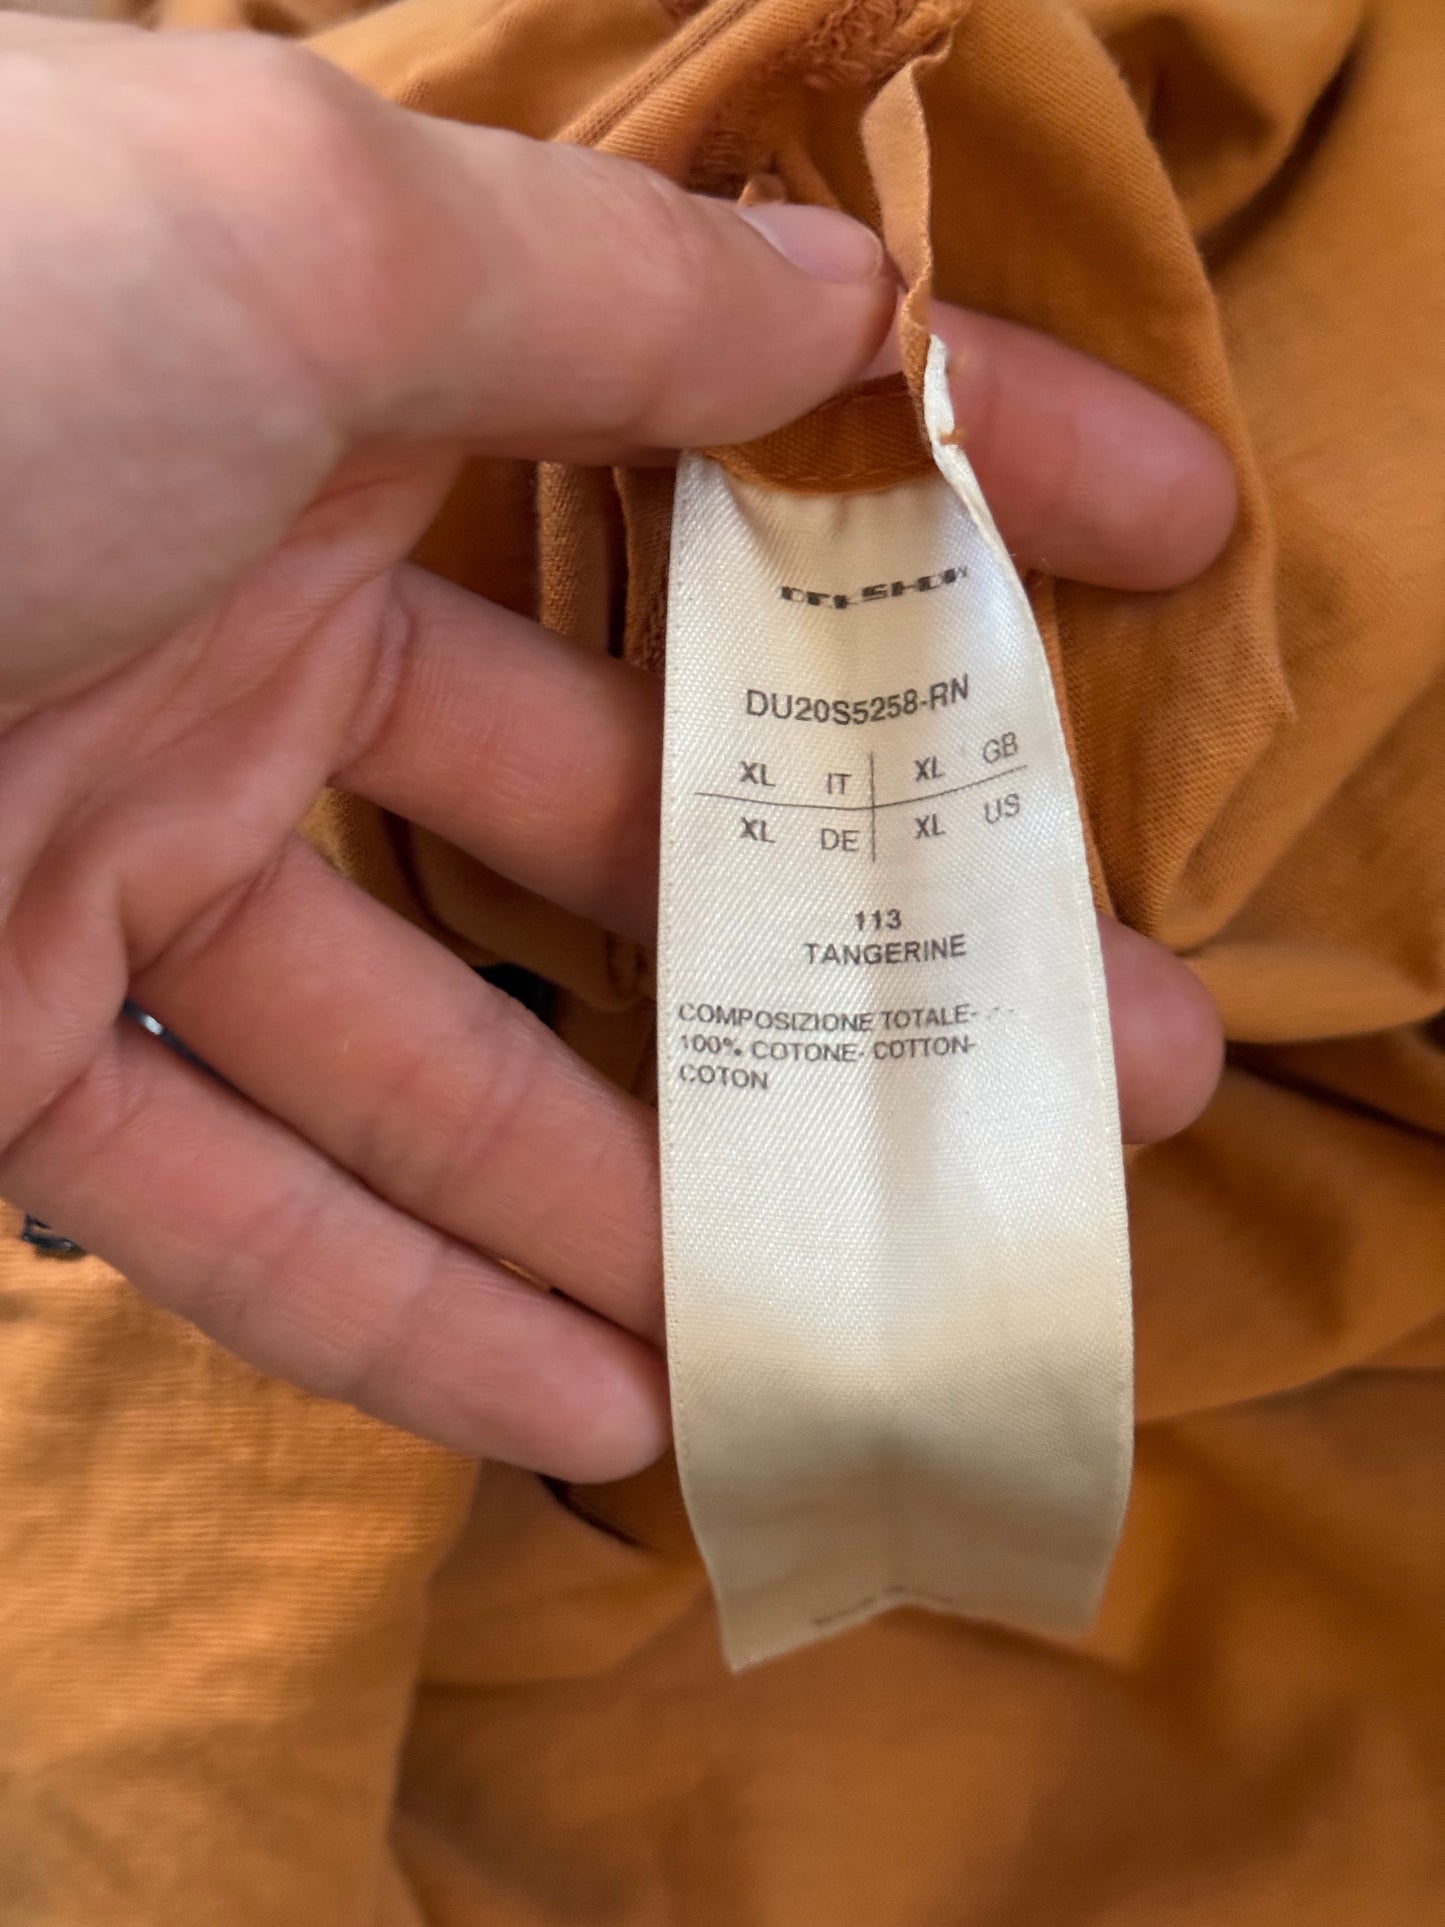 DRKSHDW
DU20S5258-RN
XL IT XL GB
XL DE XL US
113
TANGERINE
COMPOSIZIONE TOTALE-
100% COTONE- COTTON-
COTON